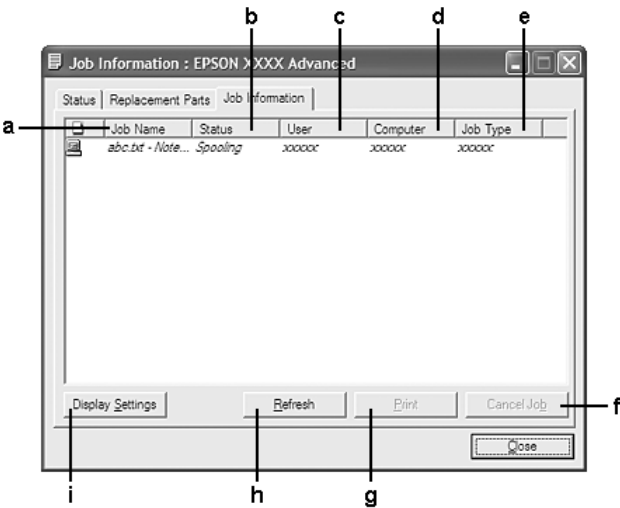 b c d e
Job Information : EPSON XXXX Advanced
Status Replacement Parts Job Information
a
Job Name Status User Computer Job Type
abc.txt - Note... Spooling xxxxx xxxxx xxxxx
Display Settings Refresh Print Cancel Job
f
Close
i h g